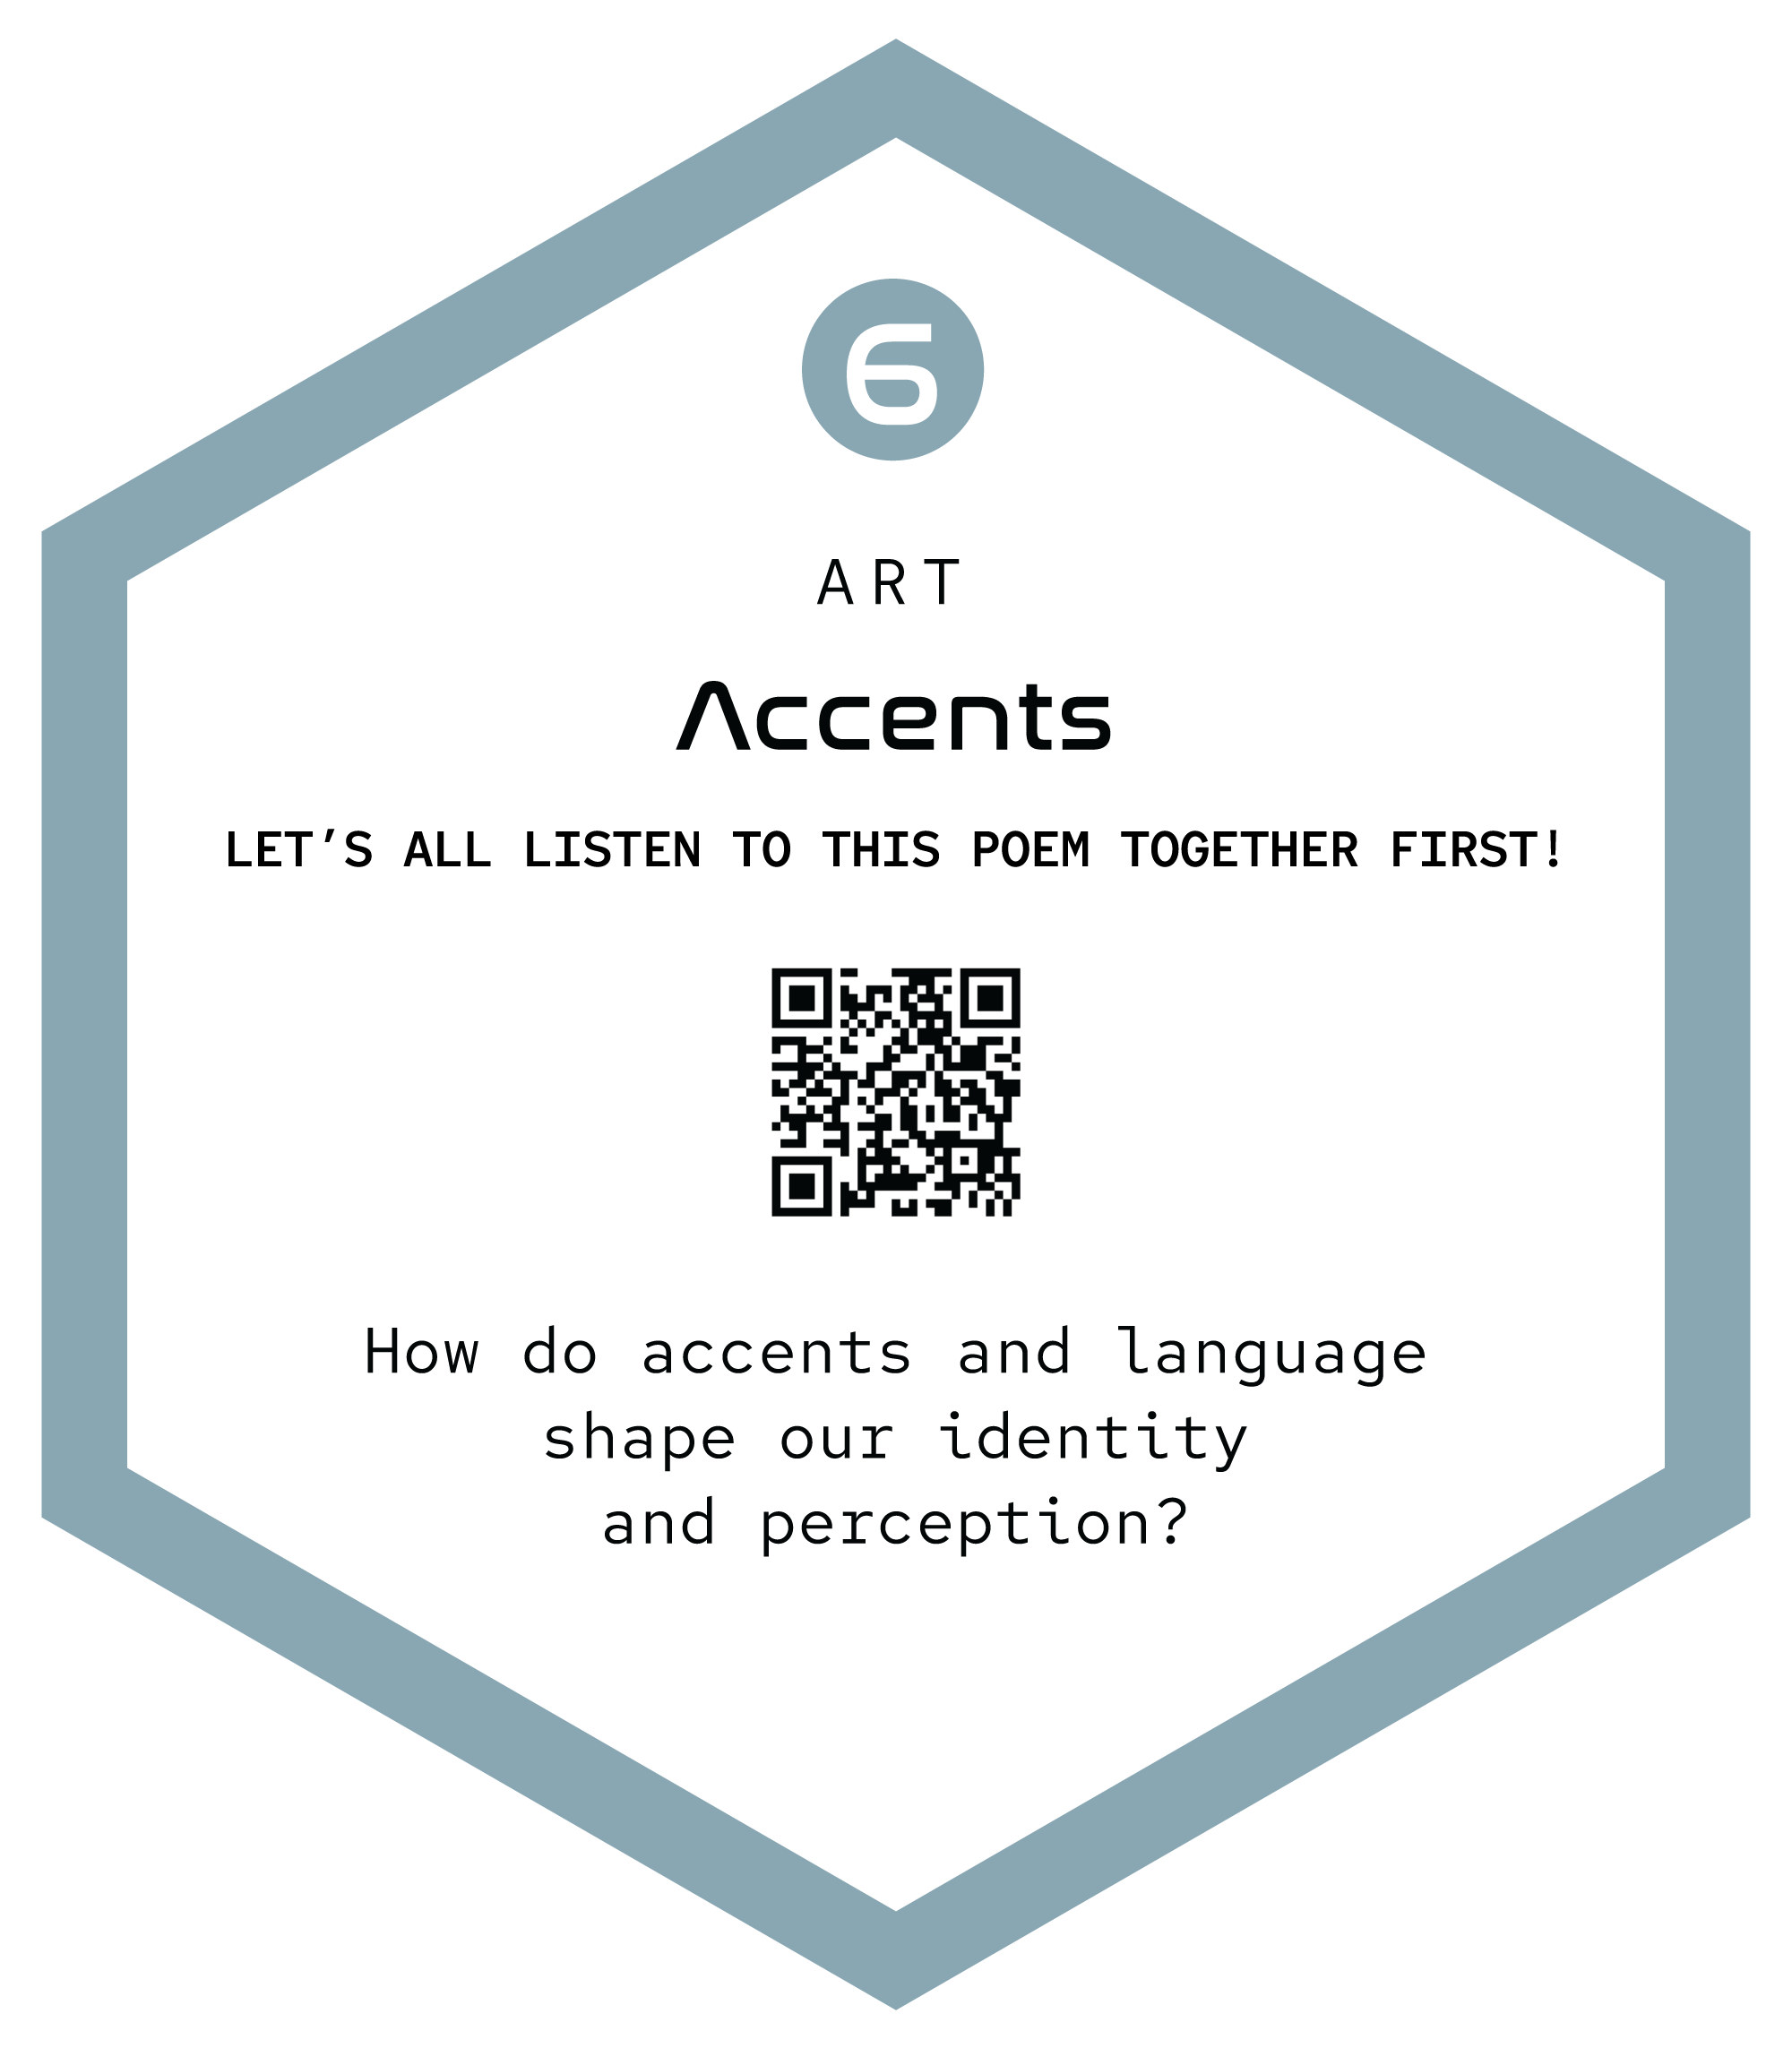 6
ART
Accents
LET'S ALL LISTEN TO THIS POEM TOGETHER FIRST!
How do accents and language
shape our identity
and perception?